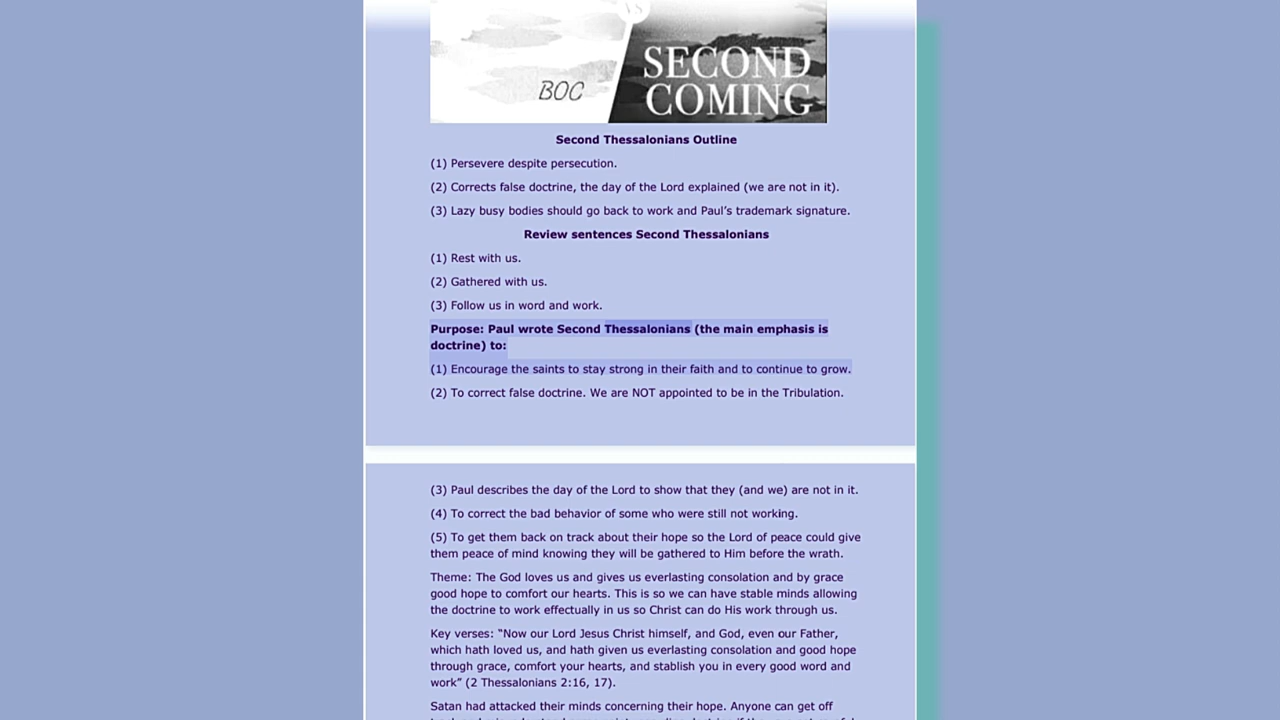 VS
BOC
SECOND
COMING
Second Thessalonians Outline
(1) Persevere despite persecution.
(2) Corrects false doctrine, the day of the Lord explained (we are not in it).
(3) Lazy busy bodies should go back to work and Paul’s trademark signature.
Review sentences Second Thessalonians
(1) Rest with us.
(2) Gathered with us.
(3) Follow us in word and work.
Purpose: Paul wrote Second Thessalonians (the main emphasis is
doctrine) to:
(1) Encourage the saints to stay strong in their faith and to continue to grow.
(2) To correct false doctrine. We are NOT appointed to be in the Tribulation.
(3) Paul describes the day of the Lord to show that they (and we) are not in it.
(4) To correct the bad behavior of some who were still not working.
(5) To get them back on track about their hope so the Lord of peace could give
them peace of mind knowing they will be gathered to Him before the wrath.
Theme: The God loves us and gives us everlasting consolation and by grace
good hope to comfort our hearts. This is so we can have stable minds allowing
the doctrine to work effectually in us so Christ can do His work through us.
Key verses: “Now our Lord Jesus Christ himself, and God, even our Father,
which hath loved us, and hath given us everlasting consolation and good hope
through grace, comfort your hearts, and stablish you in every good word and
work” (2 Thessalonians 2:16, 17).
Satan had attacked their minds concerning their hope. Anyone can get off